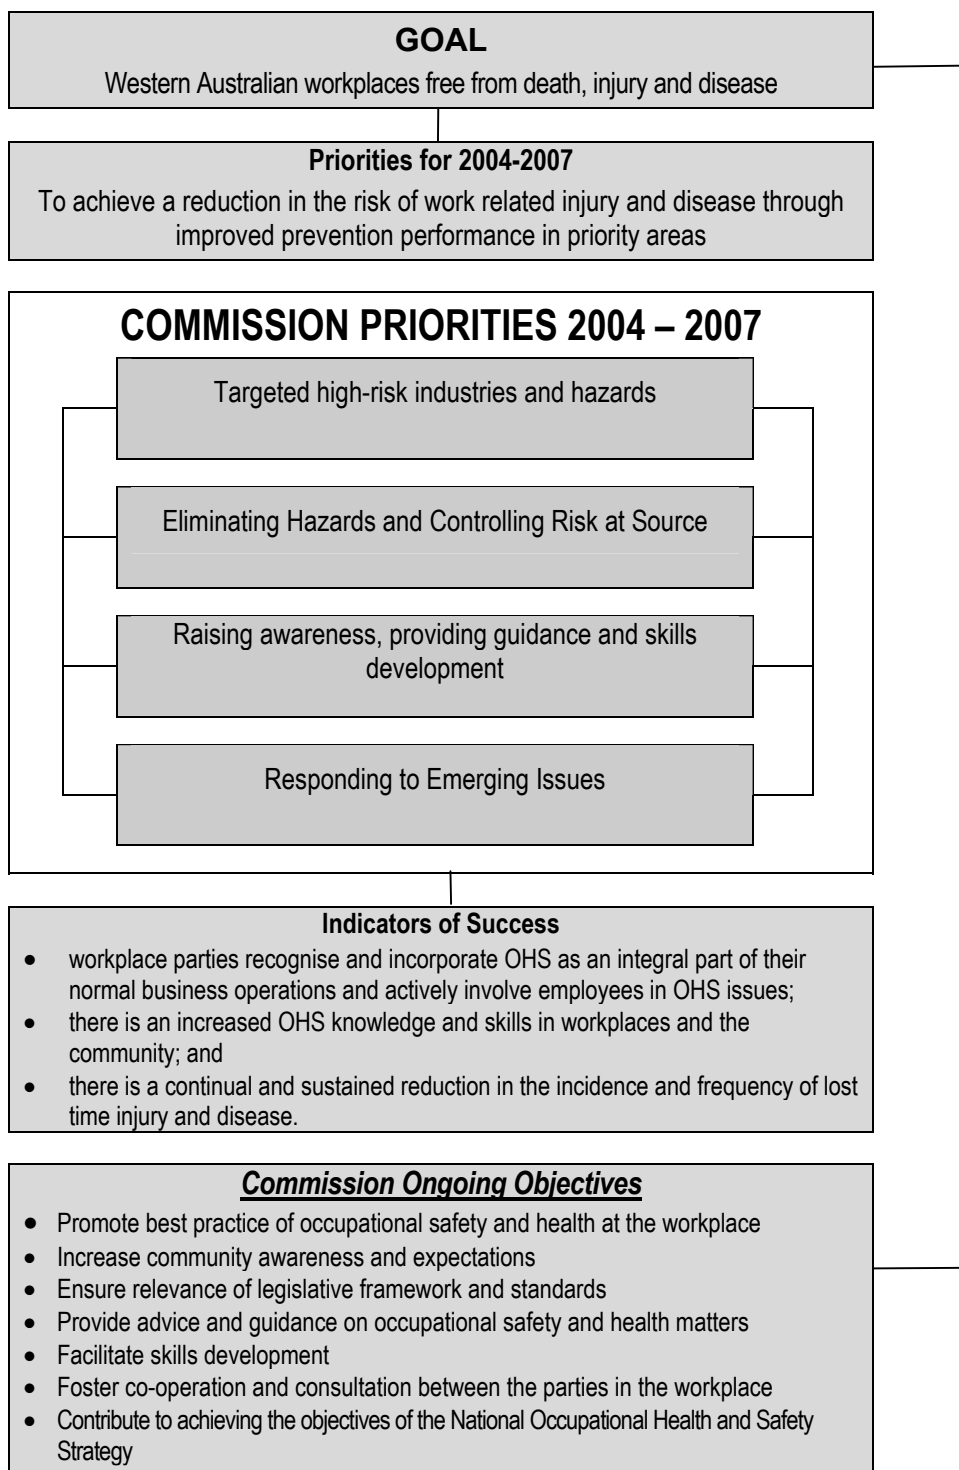 GOAL
Western Australian workplaces free from death, injury and disease
Priorities for 2004-2007
To achieve a reduction in the risk of work related injury and disease through
improved prevention performance in priority areas
COMMISSION PRIORITIES 2004 – 2007
Targeted high-risk industries and hazards
Eliminating Hazards and Controlling Risk at Source
Raising awareness, providing guidance and skills
development
Responding to Emerging Issues
Indicators of Success
• workplace parties recognise and incorporate OHS as an integral part of their
normal business operations and actively involve employees in OHS issues;
• there is an increased OHS knowledge and skills in workplaces and the
community; and
• there is a continual and sustained reduction in the incidence and frequency of lost
time injury and disease.
Commission Ongoing Objectives
• Promote best practice of occupational safety and health at the workplace
• Increase community awareness and expectations
• Ensure relevance of legislative framework and standards
• Provide advice and guidance on occupational safety and health matters
• Facilitate skills development
• Foster co-operation and consultation between the parties in the workplace
• Contribute to achieving the objectives of the National Occupational Health and Safety
Strategy